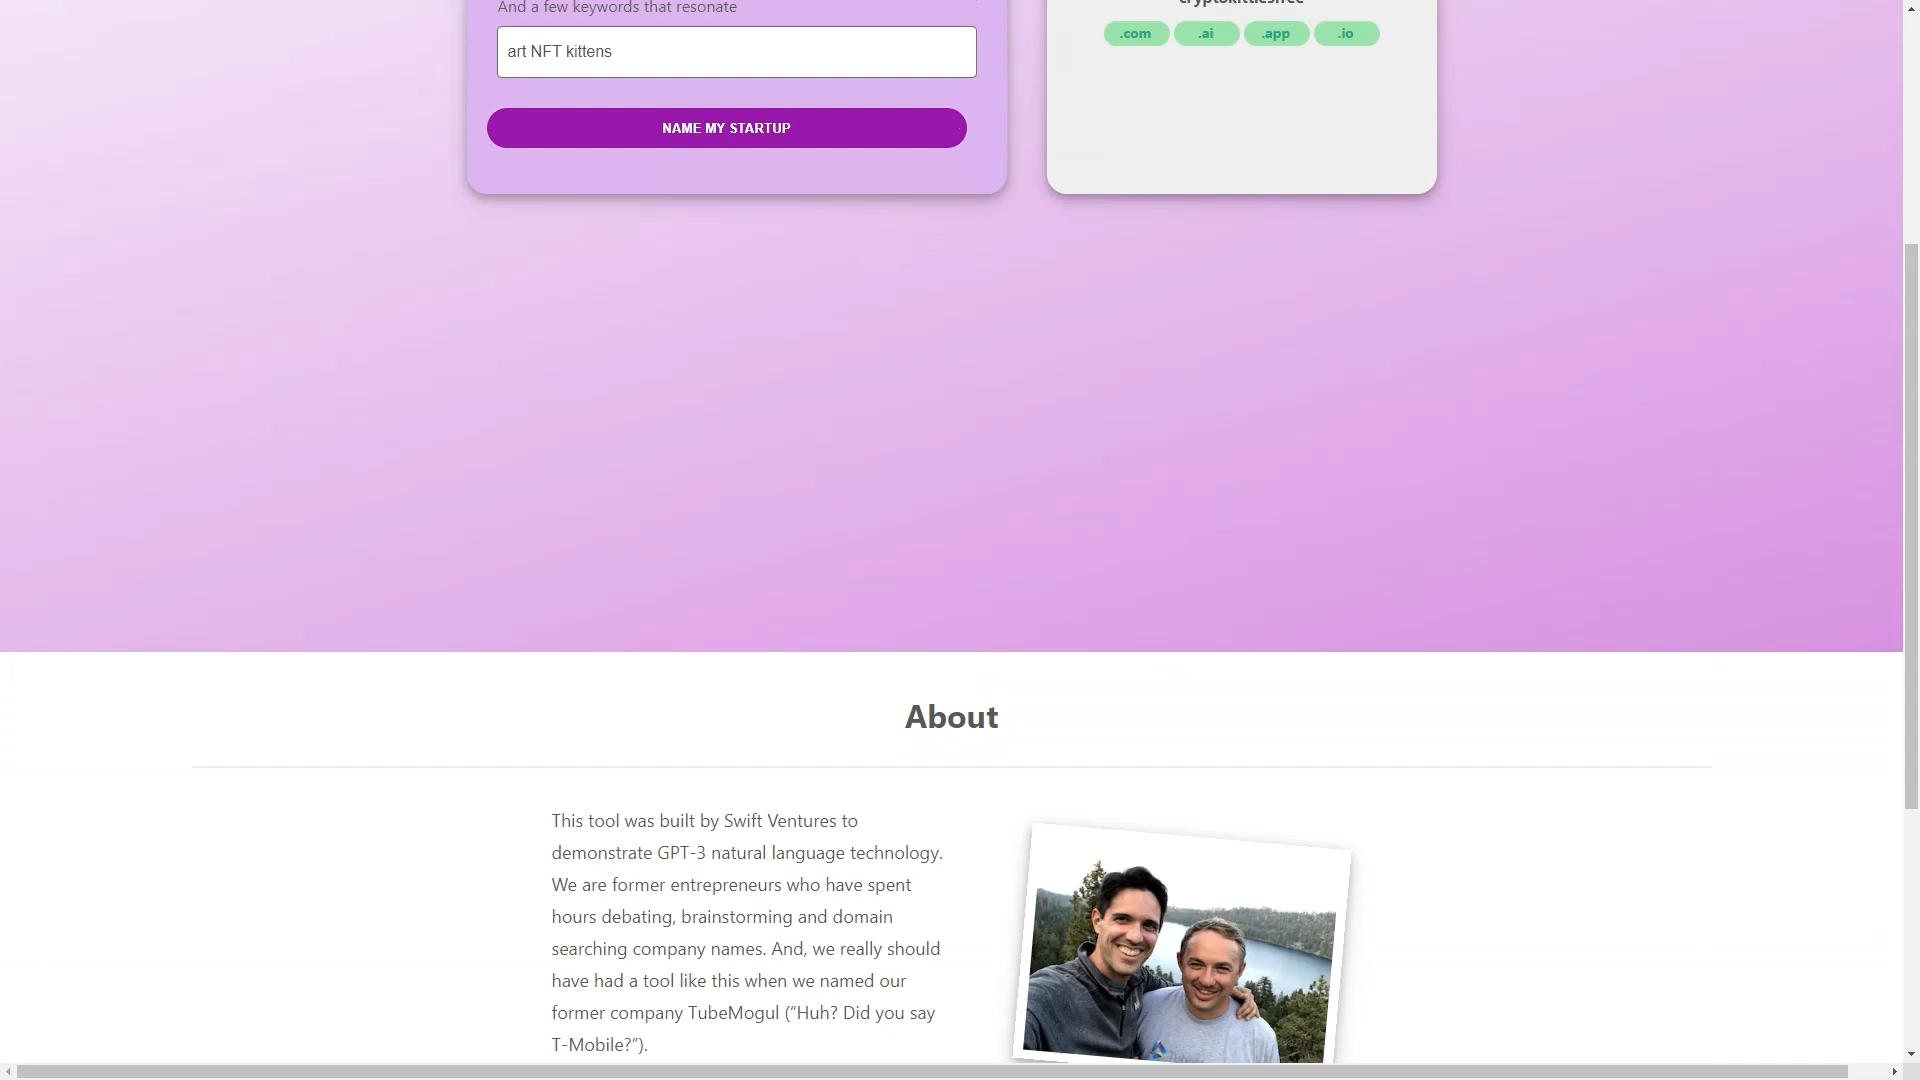 And a few keywords that resonate
art NFT kittens
NAME MY STARTUP
cryptokittiesfree
.com .ai .app .io
About
This tool was built by Swift Ventures to
demonstrate GPT-3 natural language technology.
We are former entrepreneurs who have spent
hours debating, brainstorming and domain
searching company names. And, we really should
have had a tool like this when we named our
former company TubeMogul (“Huh? Did you say
T-Mobile?”).